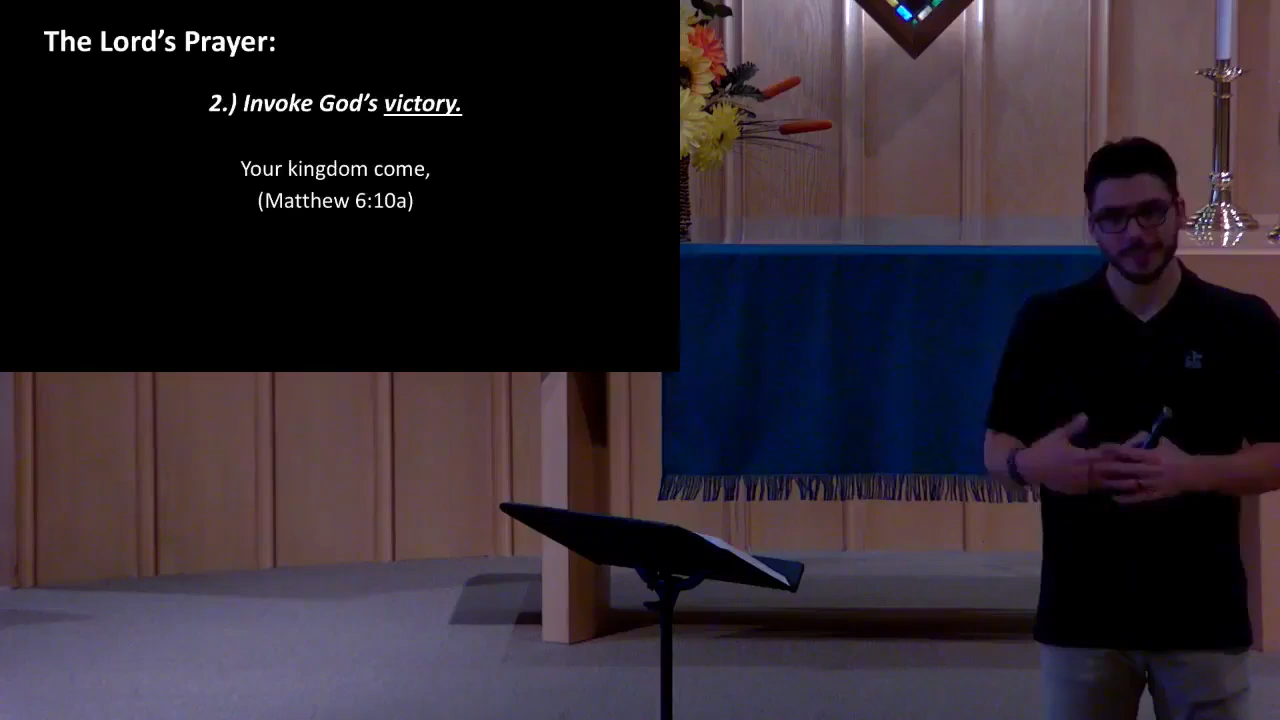 The Lord's Prayer:
2.) Invoke God's victory.
Your kingdom come,
(Matthew 6:10a)